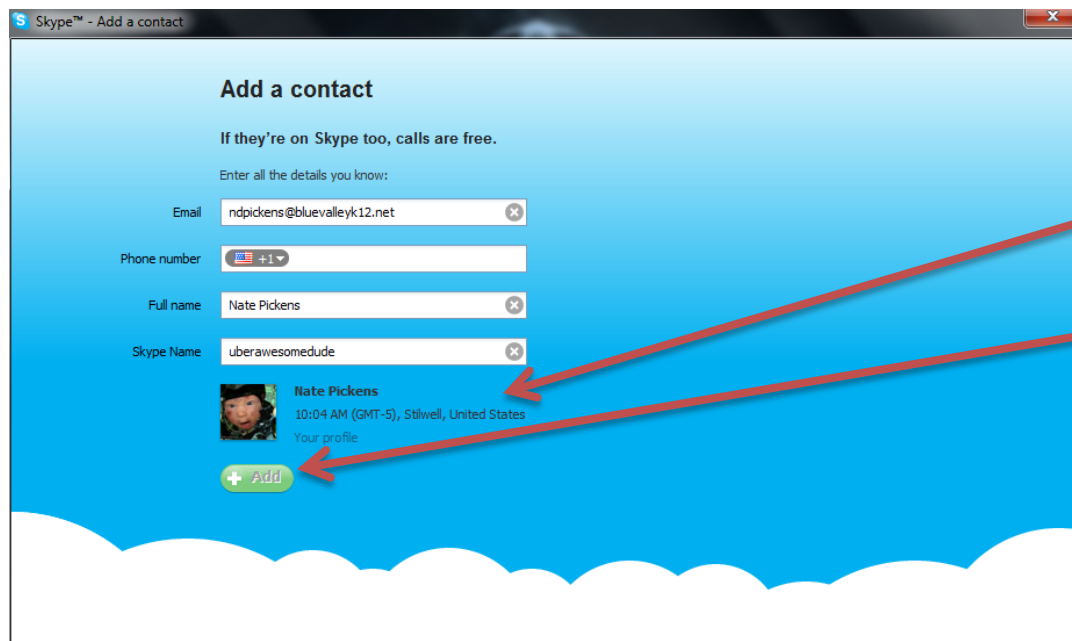 Skype™ - Add a contact
Add a contact
If they're on Skype too, calls are free.
Enter all the details you know:
Email ndpickens@bluevalleyk12.net
Phone number +1
Full name Nate Pickens
Skype Name uberawesomedude
Nate Pickens
10:04 AM (GMT-5), Stilwell, United States
Your profile
Add